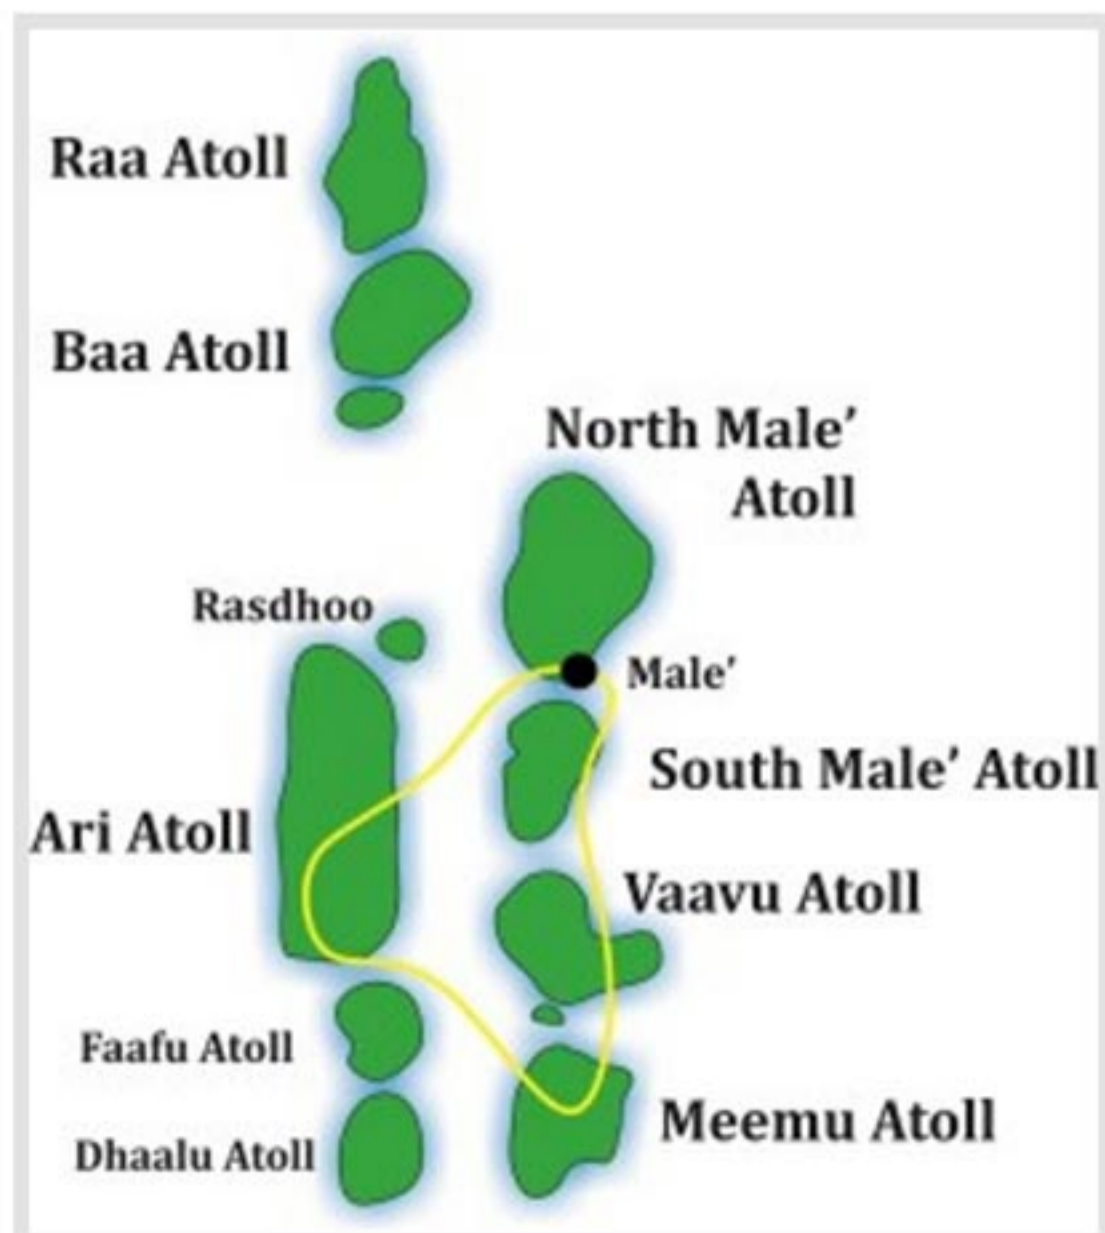 Raa Atoll
Baa Atoll
North Male′
Atoll
Rasdhoo
Male′
South Male′ Atoll
Ari Atoll
Vaavu Atoll
Faafu Atoll
Meemu Atoll
Dhaalu Atoll